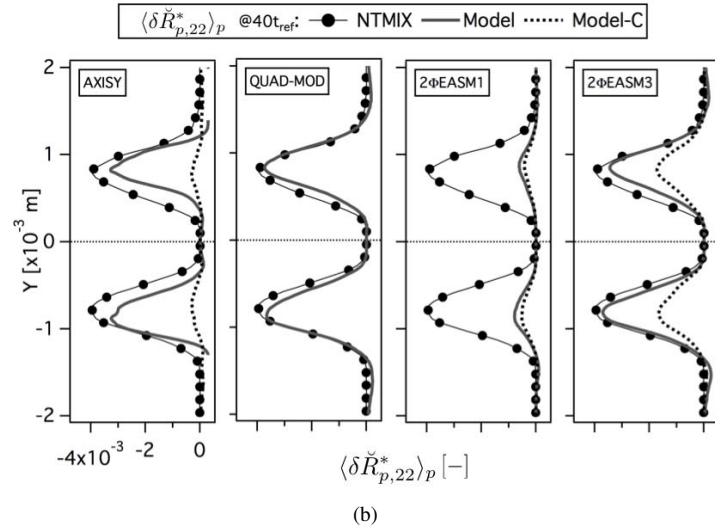 ⟨δR̆*p,22⟩p @40tref: NTMIX Model Model-C
AXISY QUAD-MOD 2ΦEASM1 2ΦEASM3
2
1
0
-1
-2
Y [x10⁻³ m]
-4x10⁻³ -2 0
⟨δR̆*p,22⟩p [−]
(b)